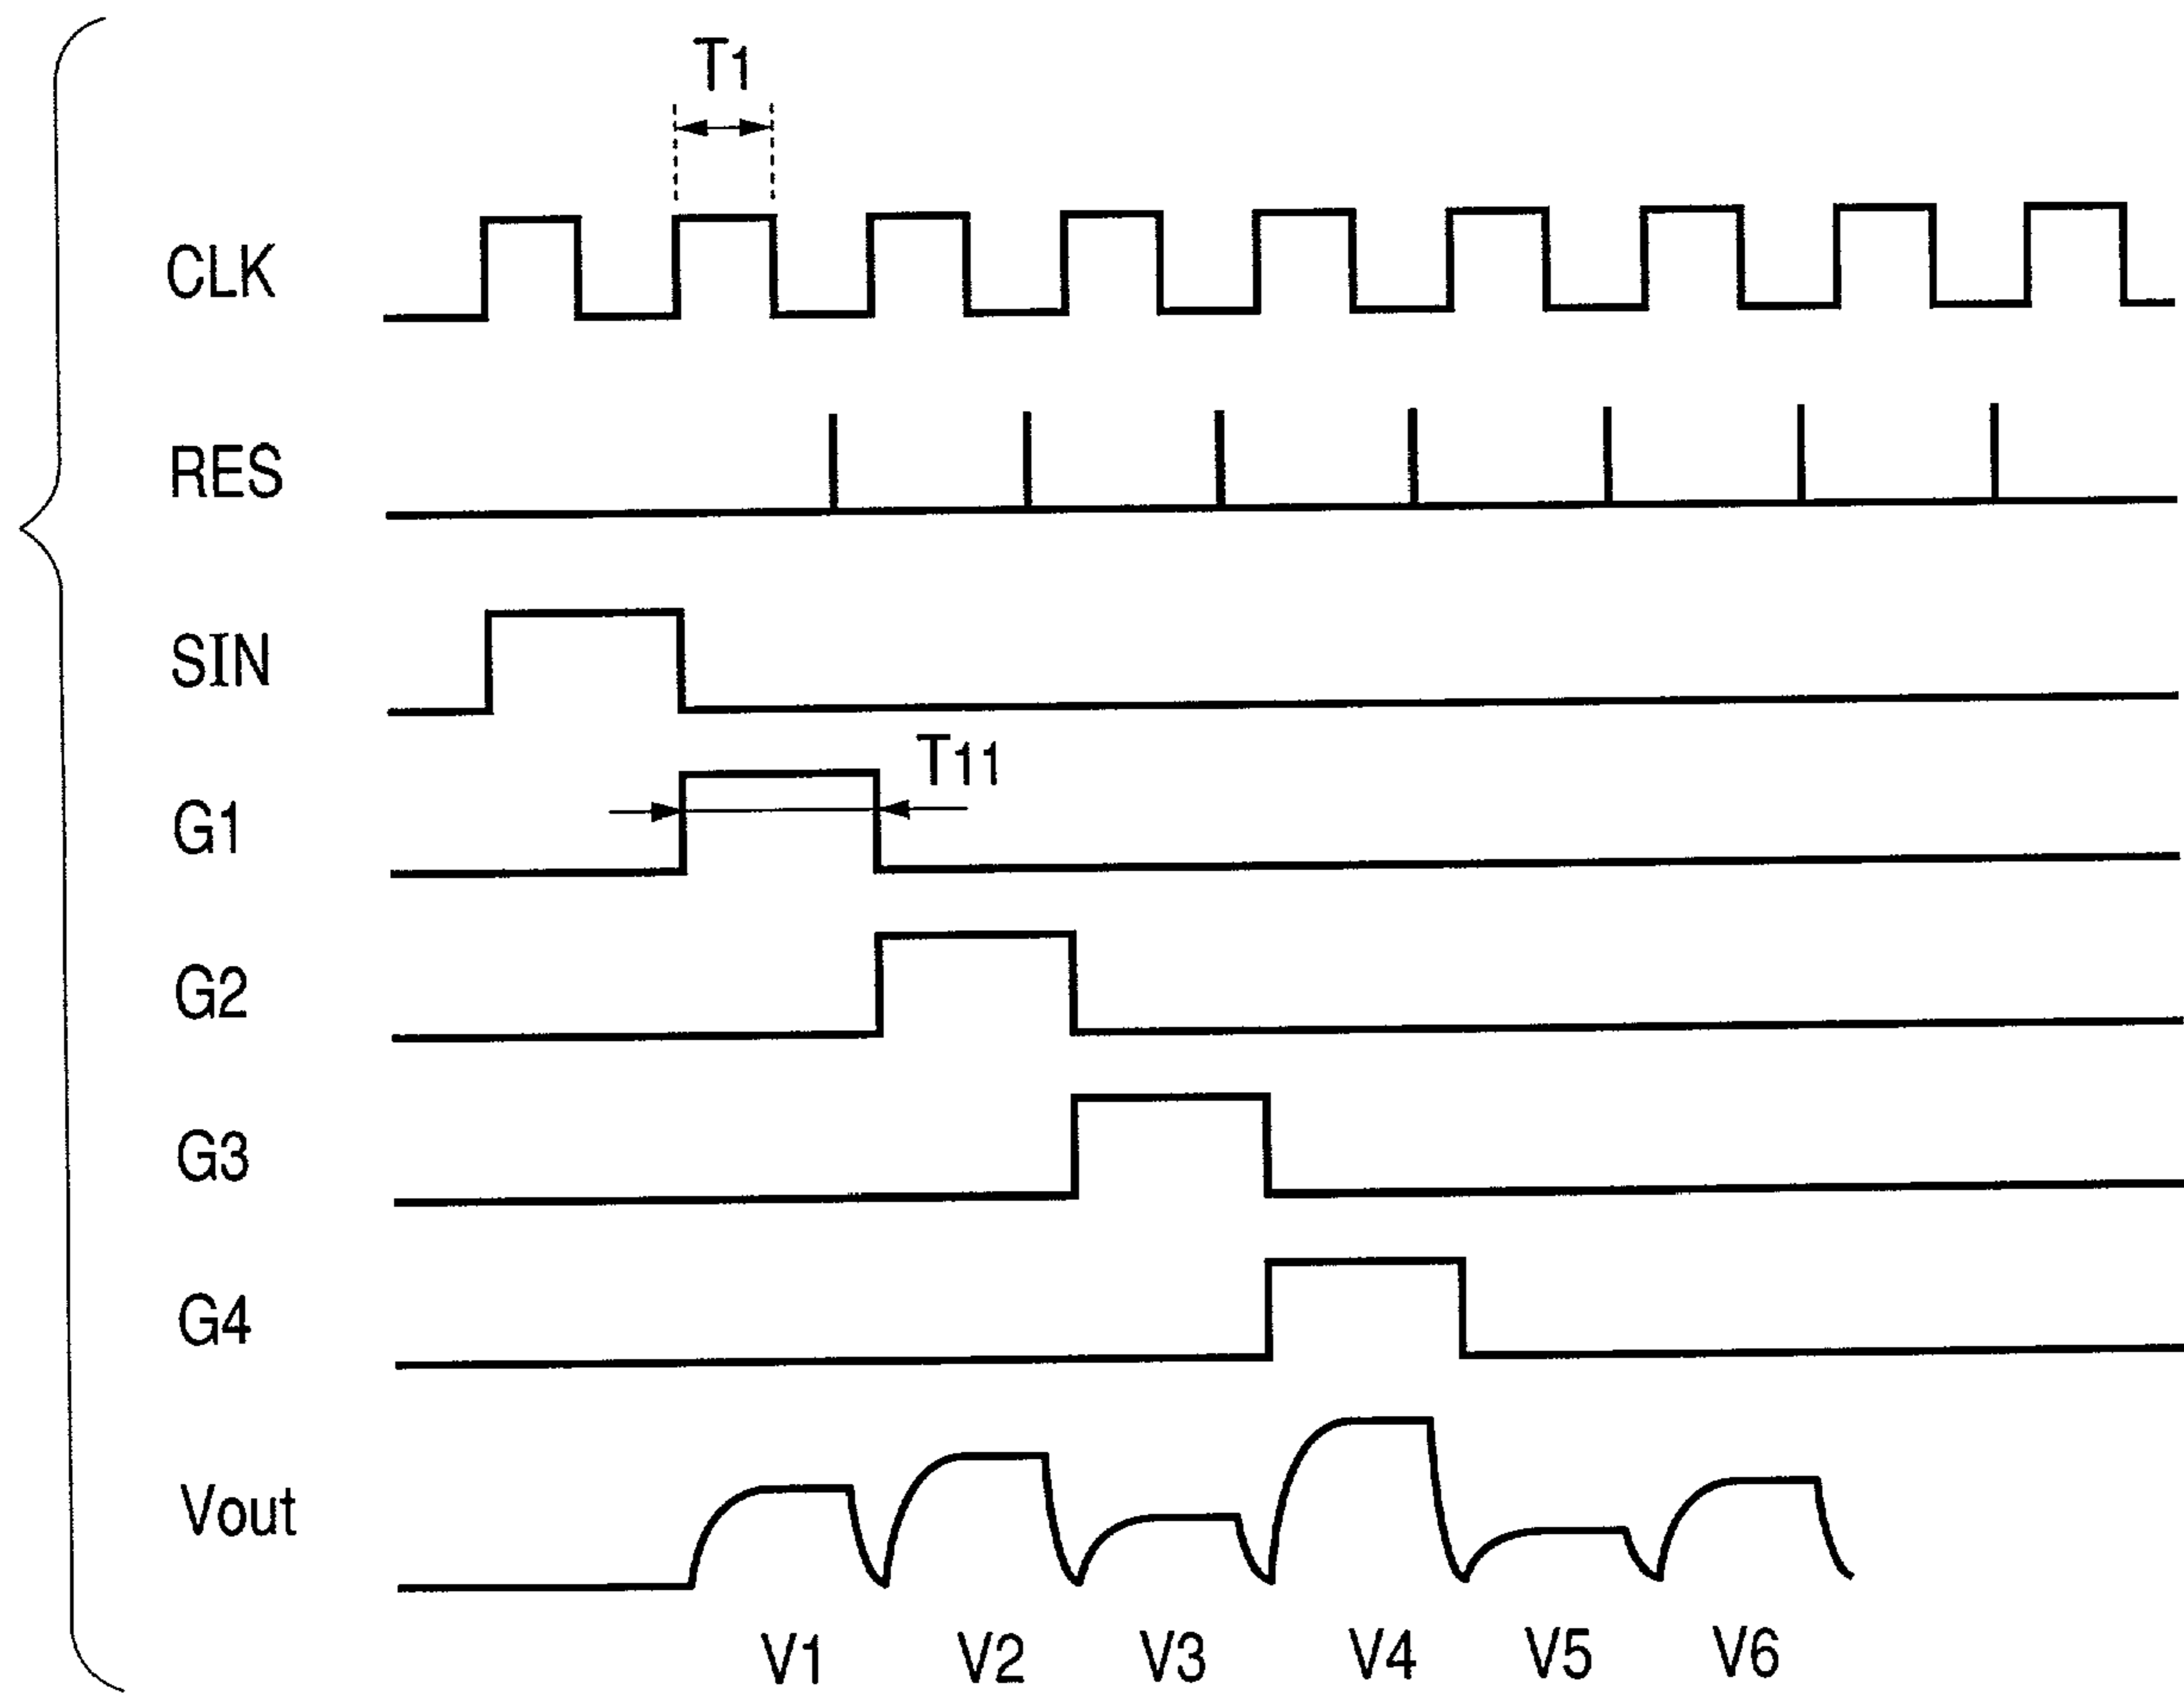 T1
CLK
RES
SIN
T11
G1
G2
G3
G4
Vout
V1 V2 V3 V4 V5 V6